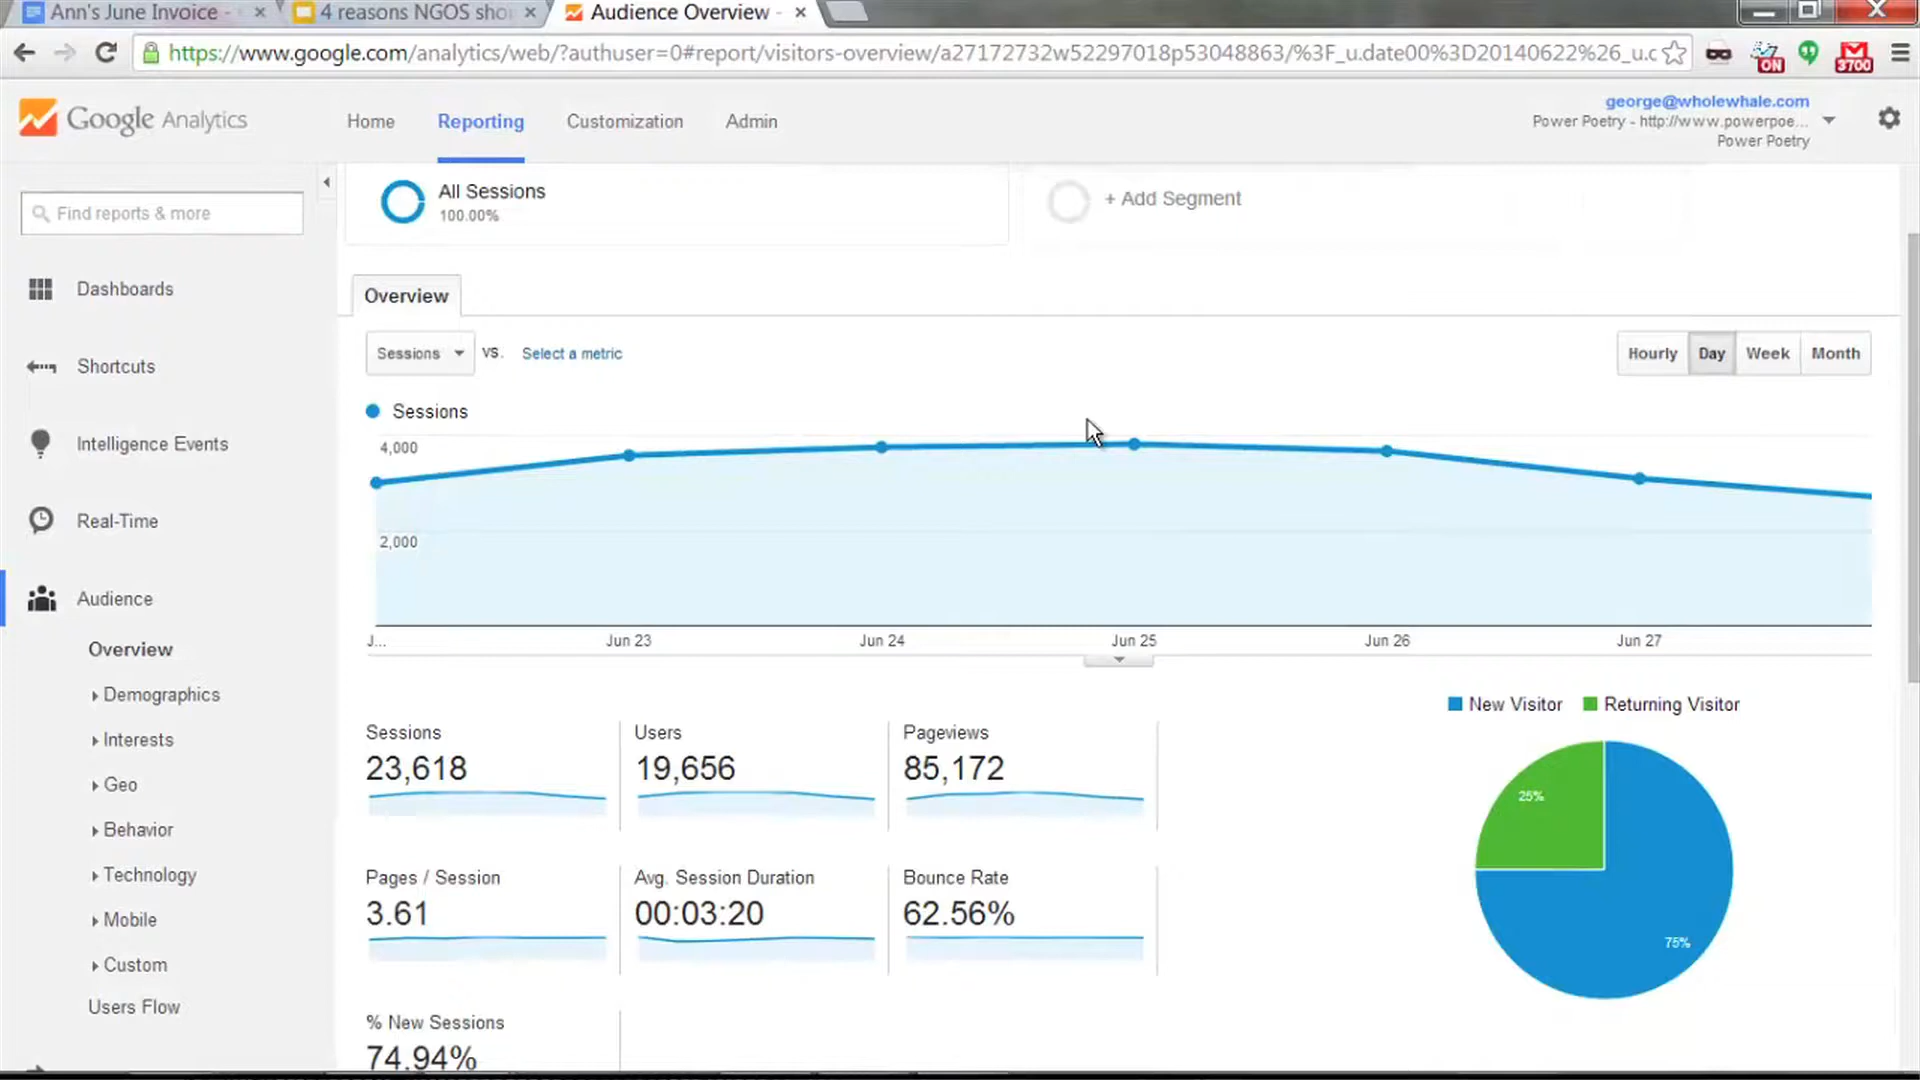 Ann's June Invoice -
4 reasons NGOS sho
Audience Overview -
https://www.google.com/analytics/web/?authuser=0#report/visitors-overview/a27172732w52297018p53048863/%3F_u.date00%3D20140622%26_u.c
ON
3700
Google Analytics
Home
Reporting
Customization
Admin
george@wholewhale.com
Power Poetry - http://www.powerpoe...
Power Poetry
Find reports & more
Dashboards
Shortcuts
Intelligence Events
Real-Time
Audience
Overview
Demographics
Interests
Geo
Behavior
Technology
Mobile
Custom
Users Flow
All Sessions
100.00%
+ Add Segment
Overview
Sessions
VS.
Select a metric
Hourly
Day
Week
Month
Sessions
4,000
2,000
J...
Jun 23
Jun 24
Jun 25
Jun 26
Jun 27
Sessions
23,618
Users
19,656
Pageviews
85,172
Pages / Session
3.61
Avg. Session Duration
00:03:20
Bounce Rate
62.56%
% New Sessions
74.94%
New Visitor
Returning Visitor
25%
75%